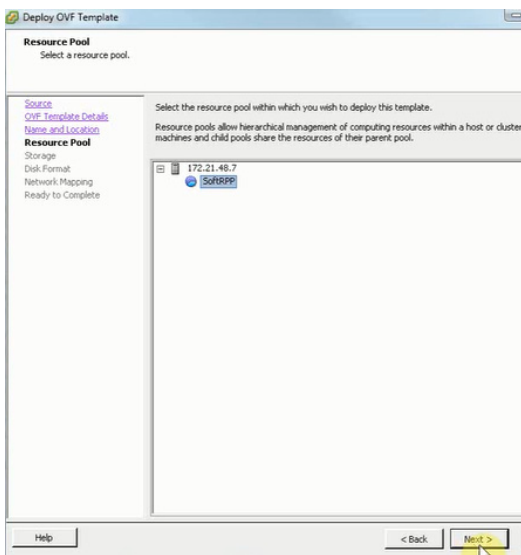 Deploy OVF Template
Resource Pool
Select a resource pool.
Source
OVF Template Details
Name and Location
Resource Pool
Storage
Disk Format
Network Mapping
Ready to Complete
Select the resource pool within which you wish to deploy this template.
Resource pools allow hierarchical management of computing resources within a host or cluster
machines and child pools share the resources of their parent pool.
172.21.48.7
SoftRPP
Help
< Back
Next >